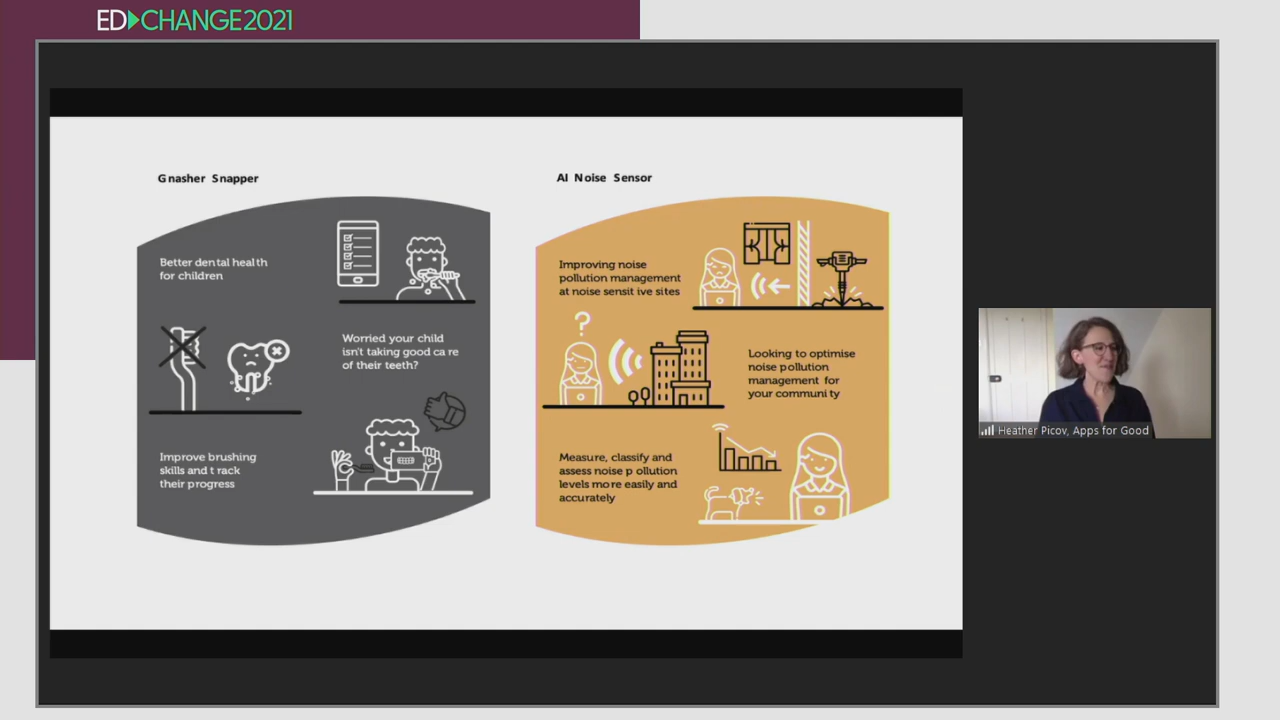 ED CHANGE2021
Gnasher Snapper
Better dental health
for children
Worried your child
isn't taking good care
of their teeth?
Improve brushing
skills and track
their progress
AI Noise Sensor
Improving noise
pollution management
at noise sensitive sites
?
Looking to optimise
noise pollution
management for
your community
Measure, classify and
assess noise pollution
levels more easily and
accurately
Heather Picov, Apps for Good